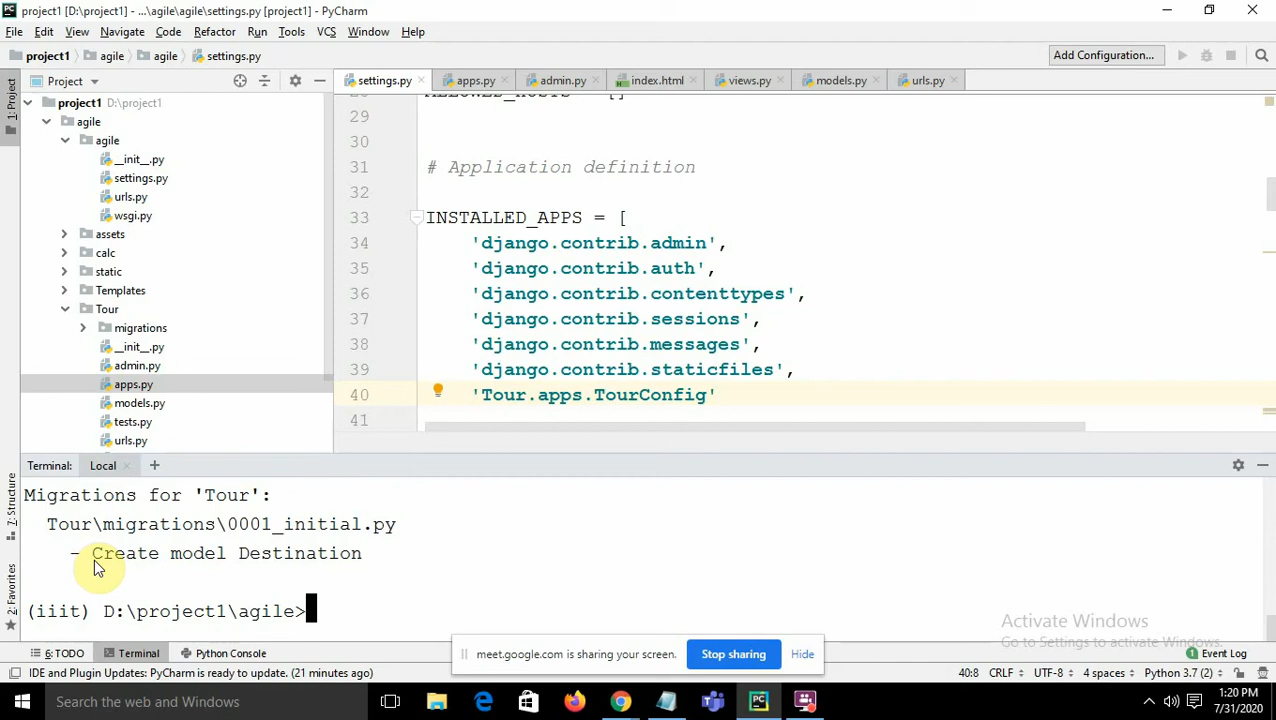 project1 [D:\project1] - ...\agile\agile\settings.py [project1] - PyCharm
File Edit View Navigate Code Refactor Run Tools VCS Window Help
project1 agile agile settings.py Add Configuration...
1: Project
Project
settings.py apps.py admin.py index.html views.py models.py urls.py
project1 D:\project1
agile
agile
__init__.py
settings.py
urls.py
wsgi.py
assets
calc
static
Templates
Tour
migrations
__init__.py
admin.py
apps.py
models.py
tests.py
urls.py
28 ALLOWED_HOSTS = []
29
30
31 # Application definition
32
33 INSTALLED_APPS = [
34 'django.contrib.admin',
35 'django.contrib.auth',
36 'django.contrib.contenttypes',
37 'django.contrib.sessions',
38 'django.contrib.messages',
39 'django.contrib.staticfiles',
40 'Tour.apps.TourConfig'
41
Terminal: Local
7: Structure
2: Favorites
Migrations for 'Tour':
Tour\migrations\0001_initial.py
- Create model Destination
(iiit) D:\project1\agile>
Activate Windows
Go to Settings to activate Windows.
meet.google.com is sharing your screen. Stop sharing Hide
6: TODO Terminal Python Console 1 Event Log
IDE and Plugin Updates: PyCharm is ready to update. (21 minutes ago) 40:8 CRLF UTF-8 4 spaces Python 3.7 (2)
Search the web and Windows
1:20 PM
7/31/2020